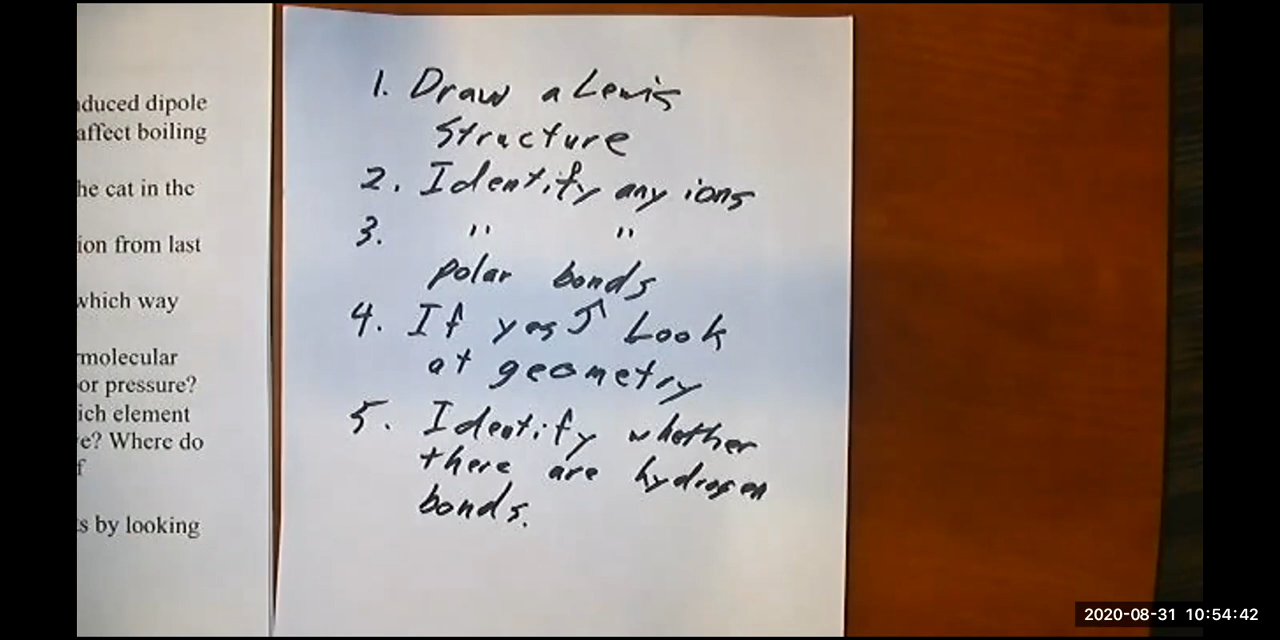 nduced dipole
affect boiling
he cat in the
ion from last
which way
molecular
or pressure?
ich element
e? Where do
f
s by looking
1. Draw a Lewis
Structure
2. Identify any ions
3. " "
polar bonds
4. If yes ↑ Look
at geometry
5. Identify whether
there are hydrogen
bonds.
2020-08-31 10:54:42